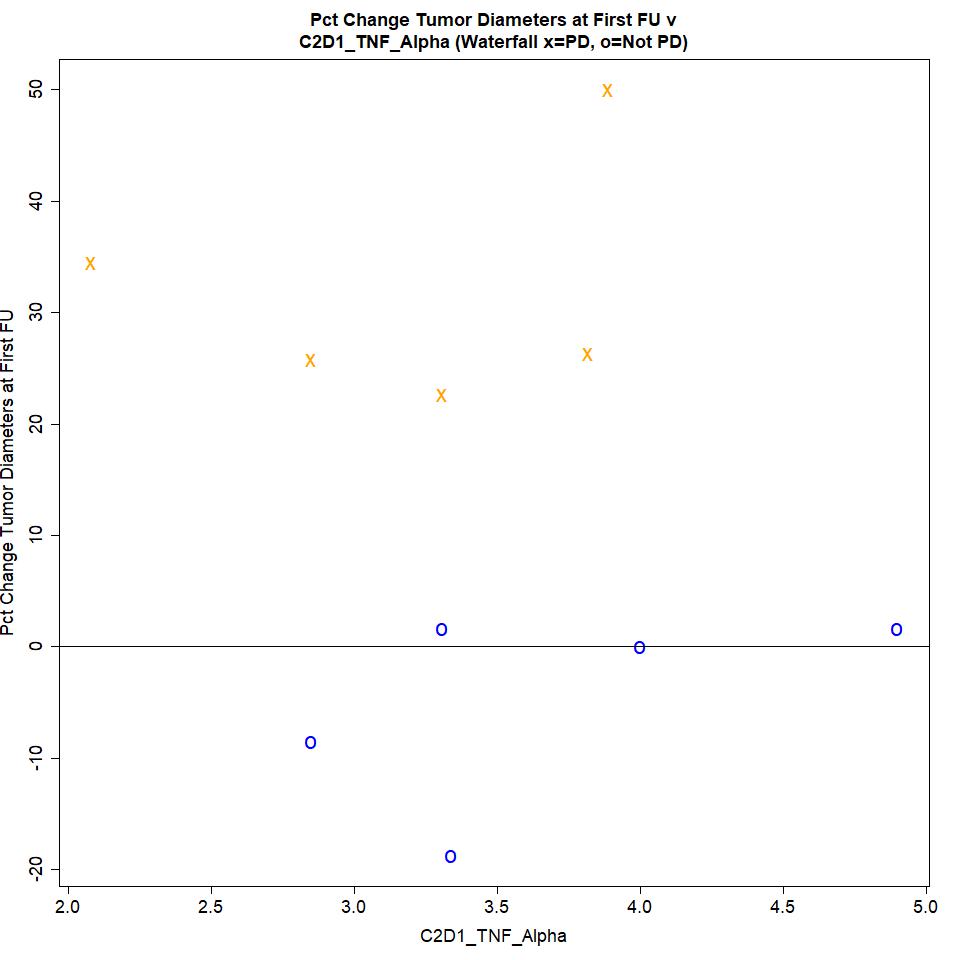 Pct Change Tumor Diameters at First FU v
C2D1_TNF_Alpha (Waterfall x=PD, o=Not PD)
Pct Change Tumor Diameters at First FU
50
40
30
20
10
0
-10
-20
X
X
X
X
X
O
O
O
O
O
2.0 2.5 3.0 3.5 4.0 4.5 5.0
C2D1_TNF_Alpha